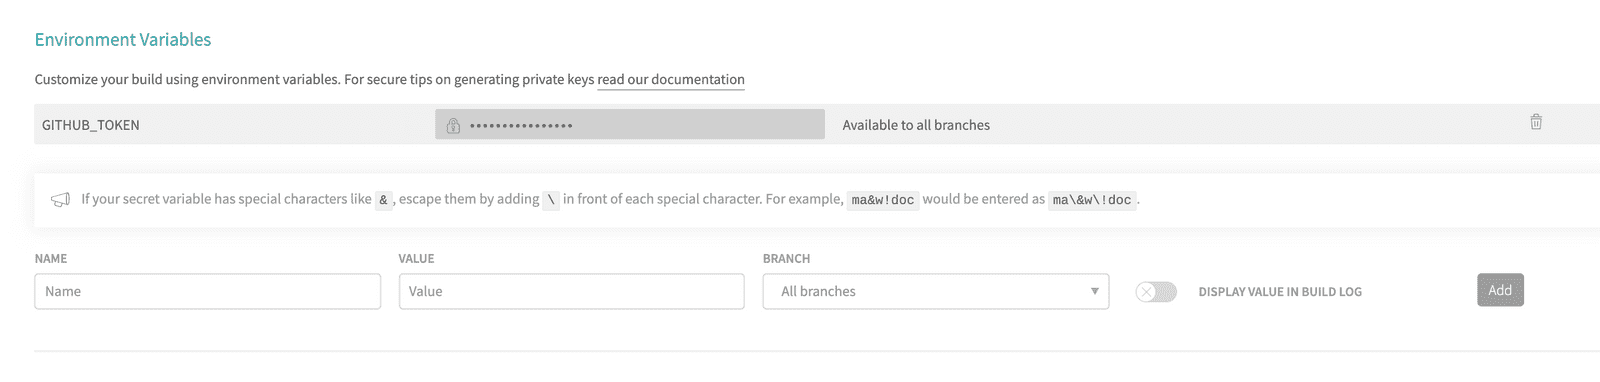 Environment Variables
Customize your build using environment variables. For secure tips on generating private keys read our documentation
GITHUB_TOKEN •••••••••••••••• Available to all branches
If your secret variable has special characters like & , escape them by adding \ in front of each special character. For example, ma&w!doc would be entered as ma\&w\!doc .
NAME VALUE BRANCH
Name Value All branches DISPLAY VALUE IN BUILD LOG Add